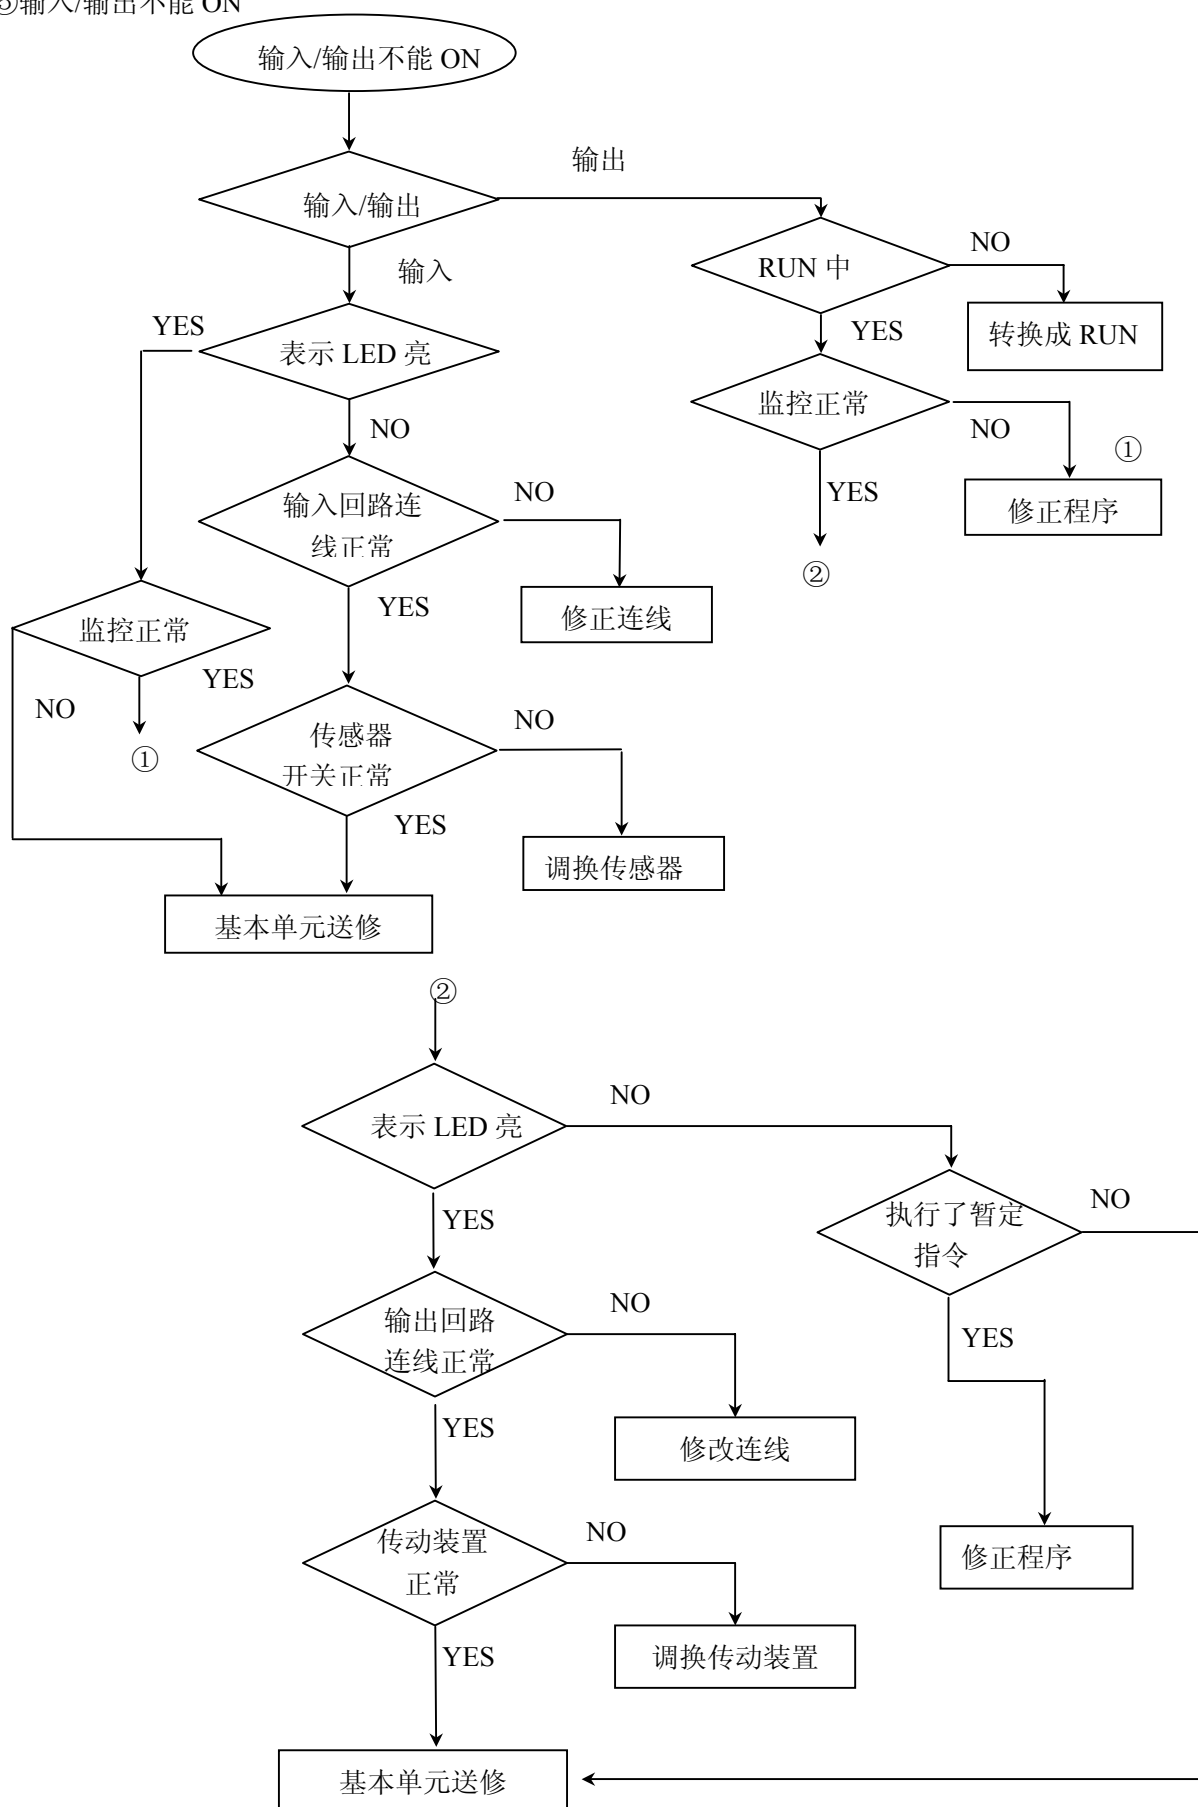 ⑤输入/输出不能 ON
输入/输出不能 ON
输出
输入/输出
NO
RUN 中
输入
YES
转换成 RUN
YES
表示 LED 亮
监控正常
NO
NO
①
YES
NO
输入回路连
线正常
修正程序
②
YES
修正连线
监控正常
YES
NO
NO
传感器
开关正常
①
YES
调换传感器
基本单元送修
②
NO
表示 LED 亮
NO
YES
执行了暂定
指令
NO
输出回路
连线正常
YES
YES
修改连线
NO
传动装置
正常
修正程序
YES
调换传动装置
基本单元送修